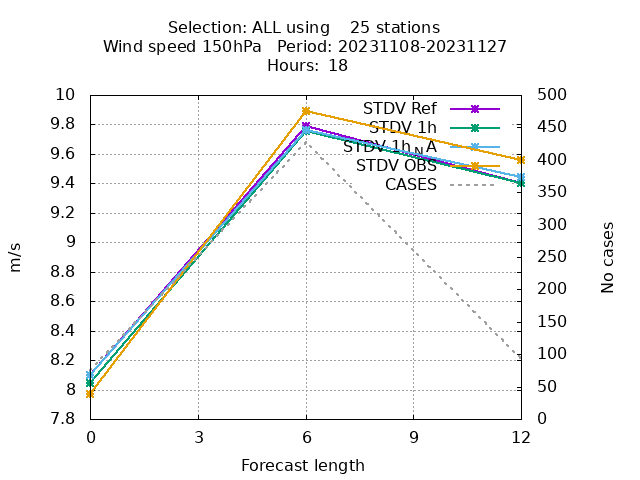 Selection: ALL using    25 stations
Wind speed 150hPa   Period: 20231108-20231127
Hours: 18
10
9.8
9.6
9.4
9.2
9
8.8
8.6
8.4
8.2
8
7.8
500
450
400
350
300
250
200
150
100
50
0
STDV Ref
STDV 1h
STDV 1h_NA
STDV OBS
CASES
m/s
No cases
0 3 6 9 12
Forecast length